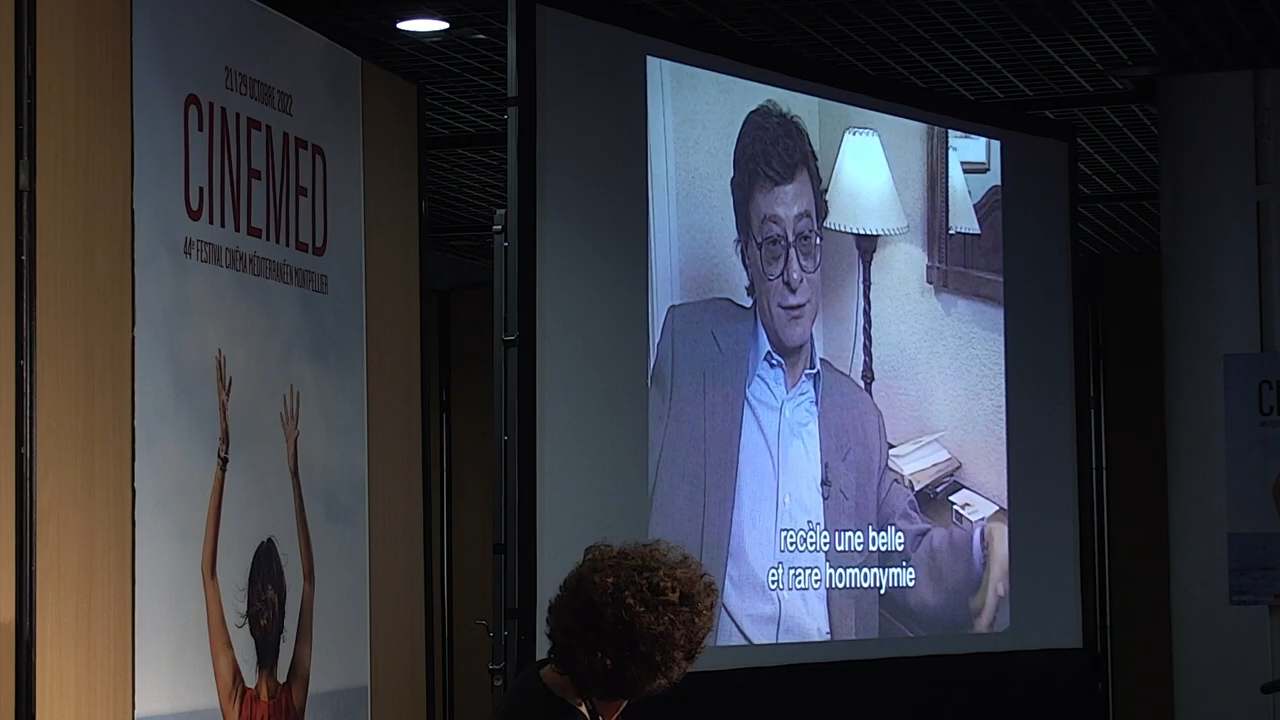 21 | 29 OCTOBRE 2022
CINEMED
44e FESTIVAL CINÉMA MÉDITERRANÉEN MONTPELLIER
recèle une belle
et rare homonymie
C